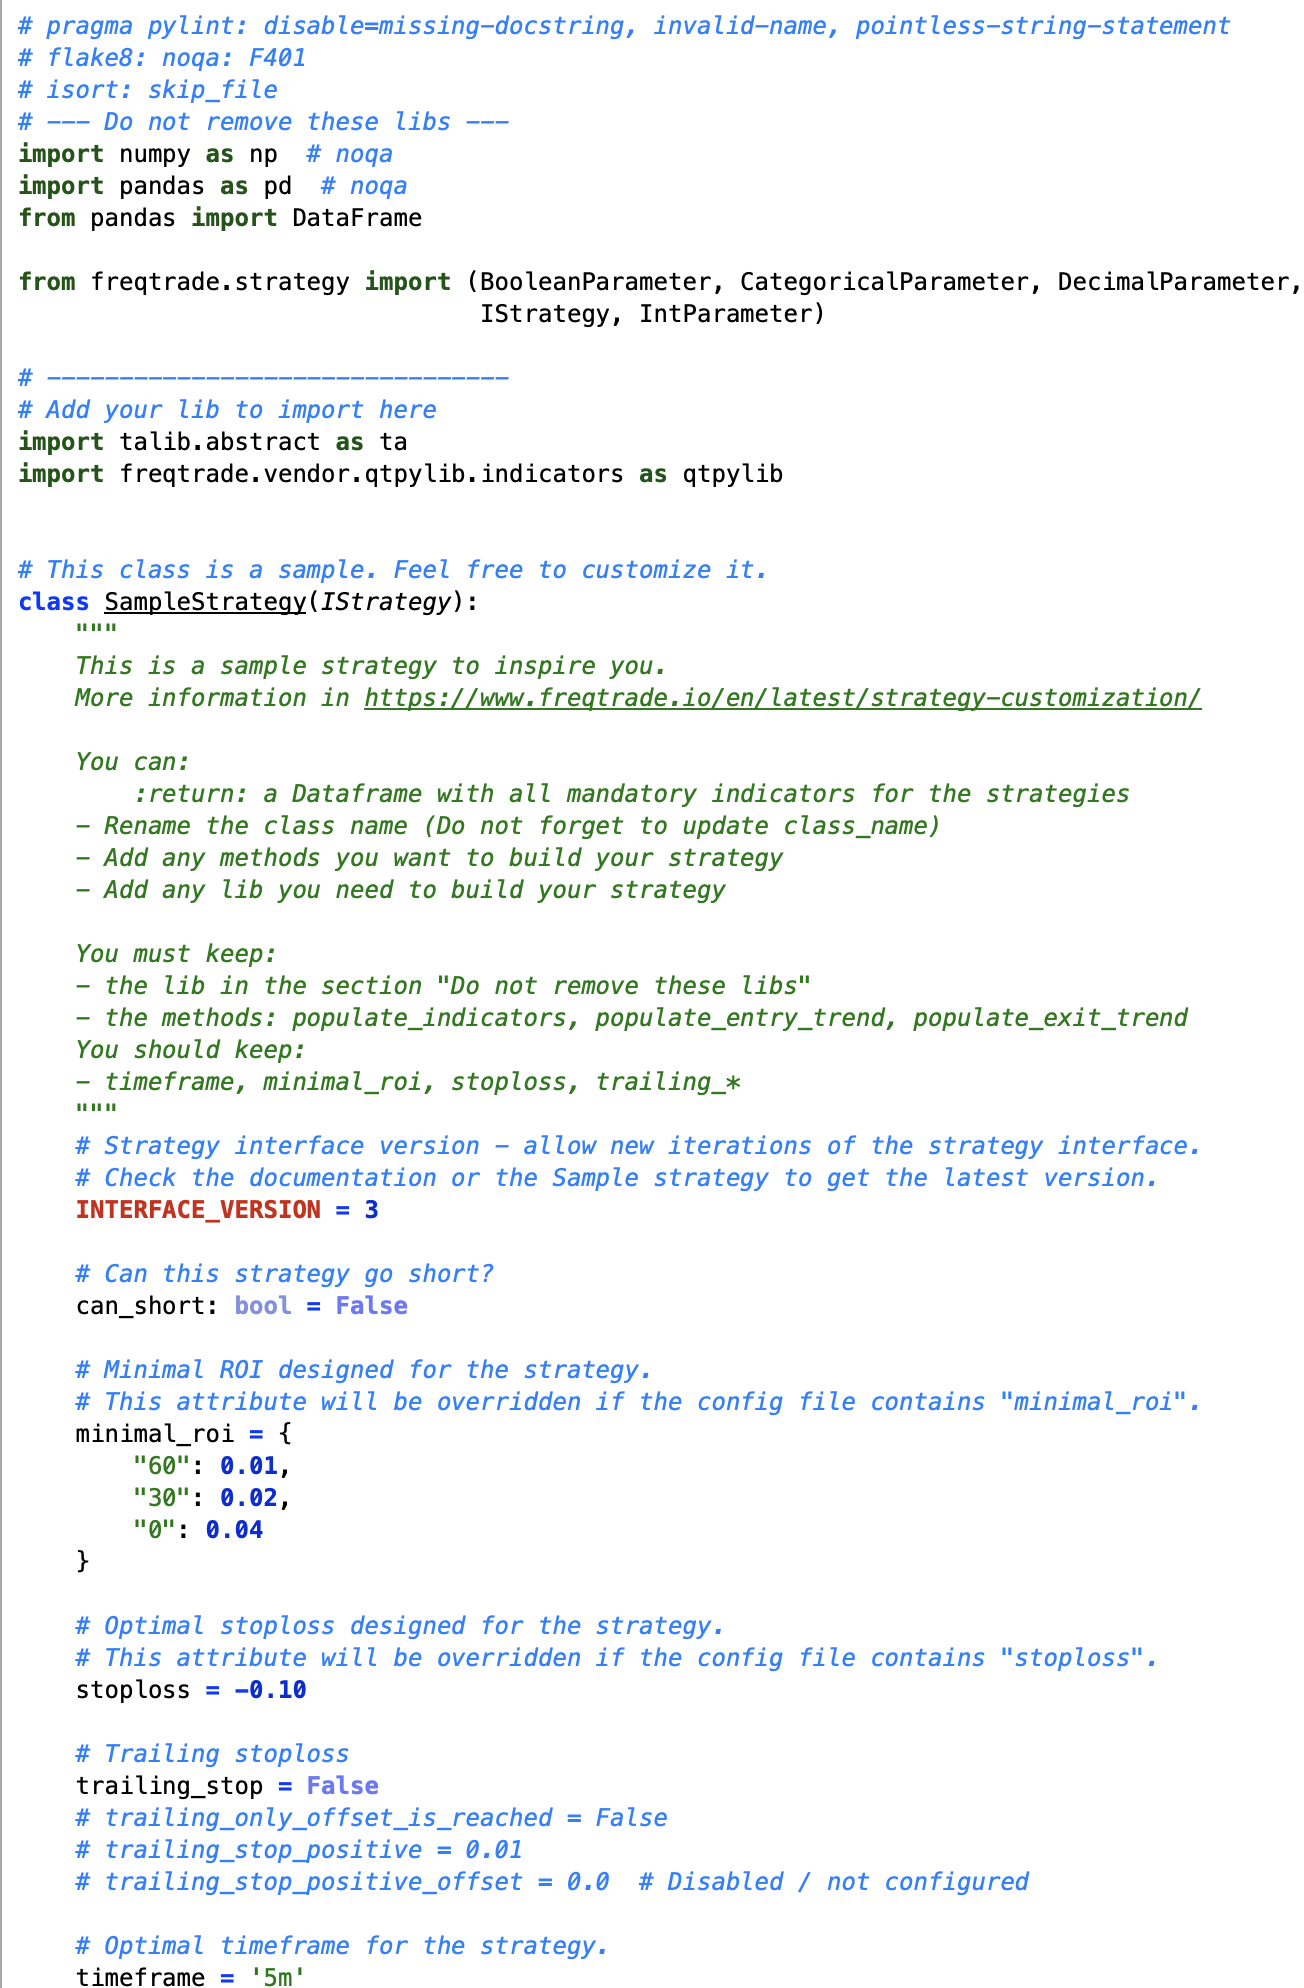 # pragma pylint: disable=missing-docstring, invalid-name, pointless-string-statement
# flake8: noqa: F401
# isort: skip_file
# --- Do not remove these libs ---
import numpy as np  # noqa
import pandas as pd  # noqa
from pandas import DataFrame

from freqtrade.strategy import (BooleanParameter, CategoricalParameter, DecimalParameter,
                                IStrategy, IntParameter)

# --------------------------------
# Add your lib to import here
import talib.abstract as ta
import freqtrade.vendor.qtpylib.indicators as qtpylib


# This class is a sample. Feel free to customize it.
class SampleStrategy(IStrategy):
    """
    This is a sample strategy to inspire you.
    More information in https://www.freqtrade.io/en/latest/strategy-customization/

    You can:
        :return: a Dataframe with all mandatory indicators for the strategies
    - Rename the class name (Do not forget to update class_name)
    - Add any methods you want to build your strategy
    - Add any lib you need to build your strategy

    You must keep:
    - the lib in the section "Do not remove these libs"
    - the methods: populate_indicators, populate_entry_trend, populate_exit_trend
    You should keep:
    - timeframe, minimal_roi, stoploss, trailing_*
    """
    # Strategy interface version - allow new iterations of the strategy interface.
    # Check the documentation or the Sample strategy to get the latest version.
    INTERFACE_VERSION = 3

    # Can this strategy go short?
    can_short: bool = False

    # Minimal ROI designed for the strategy.
    # This attribute will be overridden if the config file contains "minimal_roi".
    minimal_roi = {
        "60": 0.01,
        "30": 0.02,
        "0": 0.04
    }

    # Optimal stoploss designed for the strategy.
    # This attribute will be overridden if the config file contains "stoploss".
    stoploss = -0.10

    # Trailing stoploss
    trailing_stop = False
    # trailing_only_offset_is_reached = False
    # trailing_stop_positive = 0.01
    # trailing_stop_positive_offset = 0.0  # Disabled / not configured

    # Optimal timeframe for the strategy.
    timeframe = '5m'